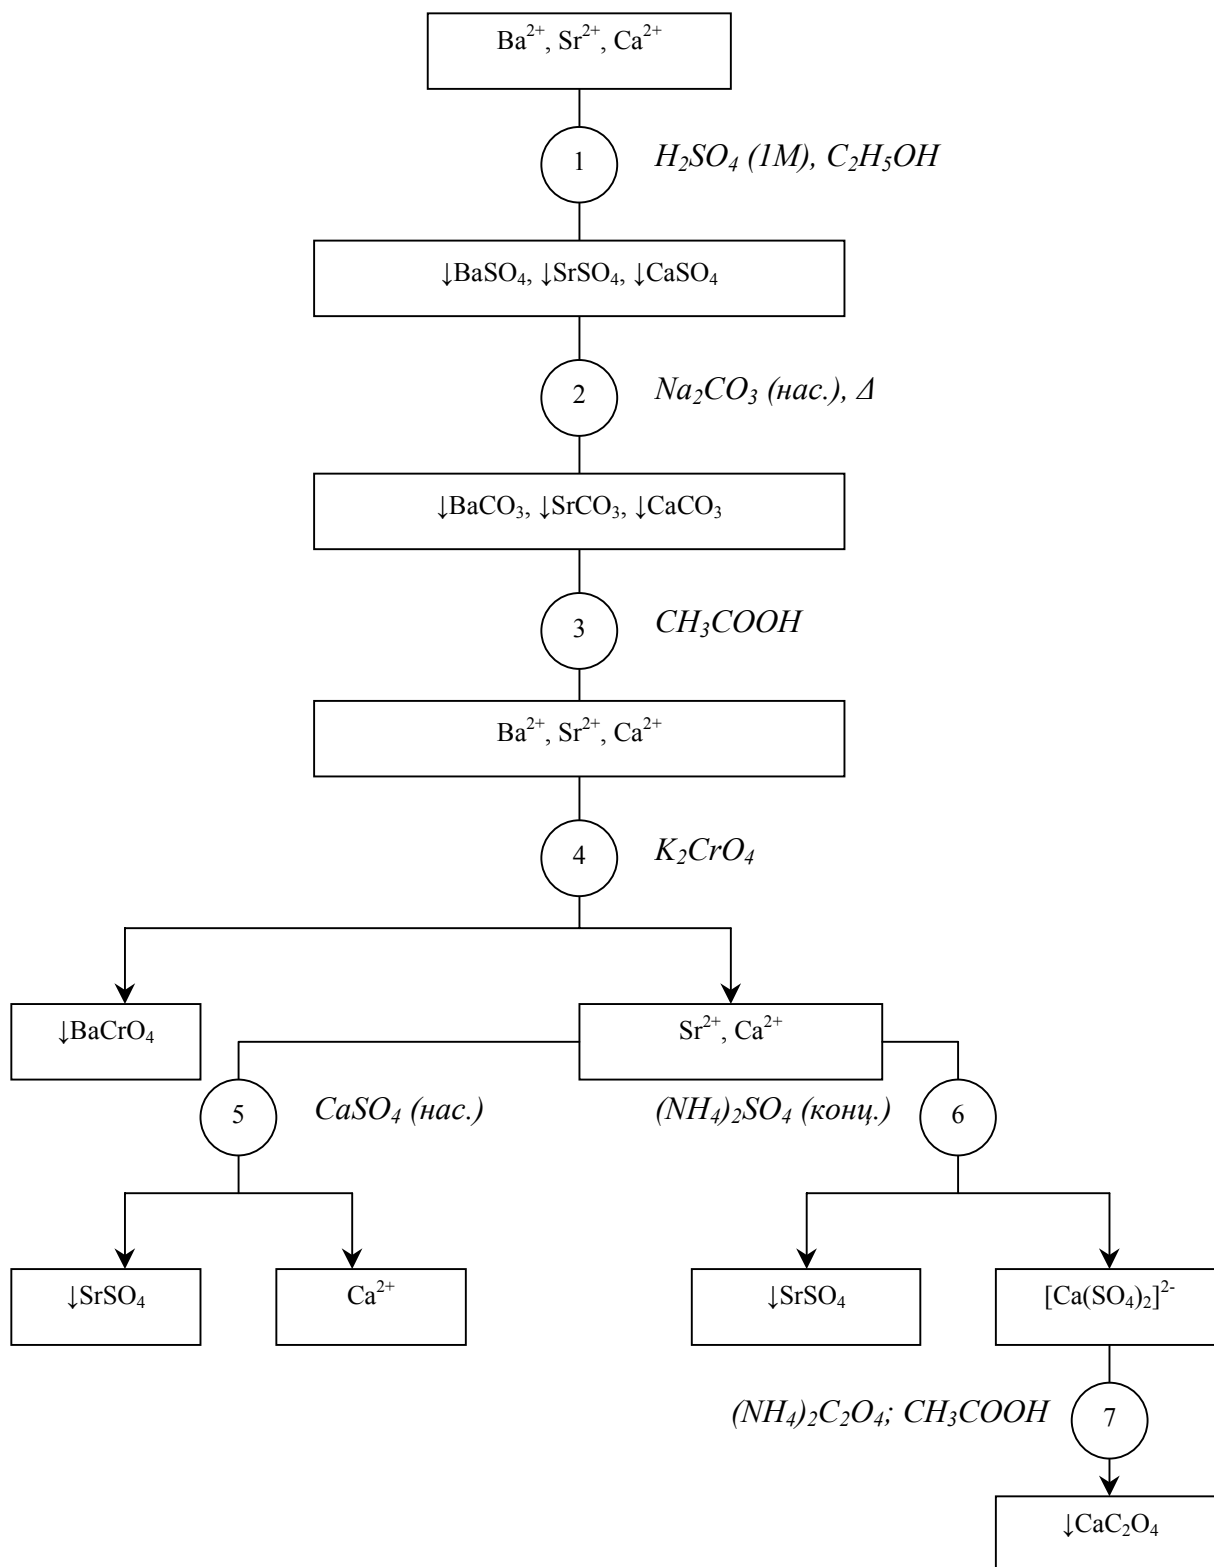 Ba²⁺, Sr²⁺, Ca²⁺
1
H₂SO₄ (1М), C₂H₅OH
↓BaSO₄, ↓SrSO₄, ↓CaSO₄
2
Na₂CO₃ (нас.), Δ
↓BaCO₃, ↓SrCO₃, ↓CaCO₃
3
CH₃COOH
Ba²⁺, Sr²⁺, Ca²⁺
4
K₂CrO₄
↓BaCrO₄
Sr²⁺, Ca²⁺
5
CaSO₄ (нас.)
(NH₄)₂SO₄ (конц.)
6
↓SrSO₄
Ca²⁺
↓SrSO₄
[Ca(SO₄)₂]²⁻
(NH₄)₂C₂O₄; CH₃COOH
7
↓CaC₂O₄